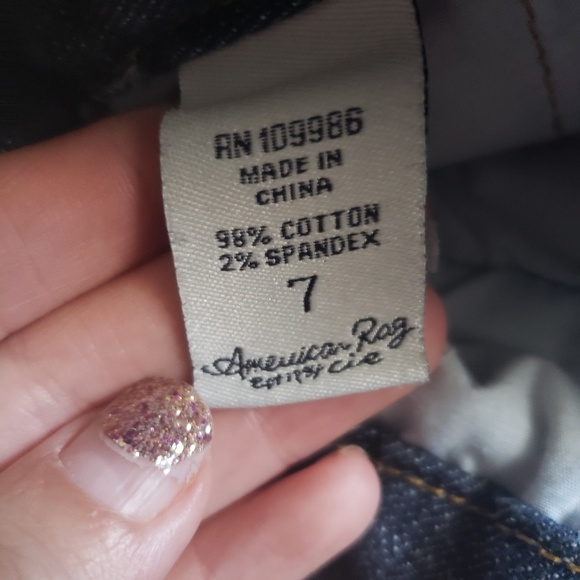 RN 109986
MADE IN
CHINA
98% COTTON
2% SPANDEX
7
American Rag
cie